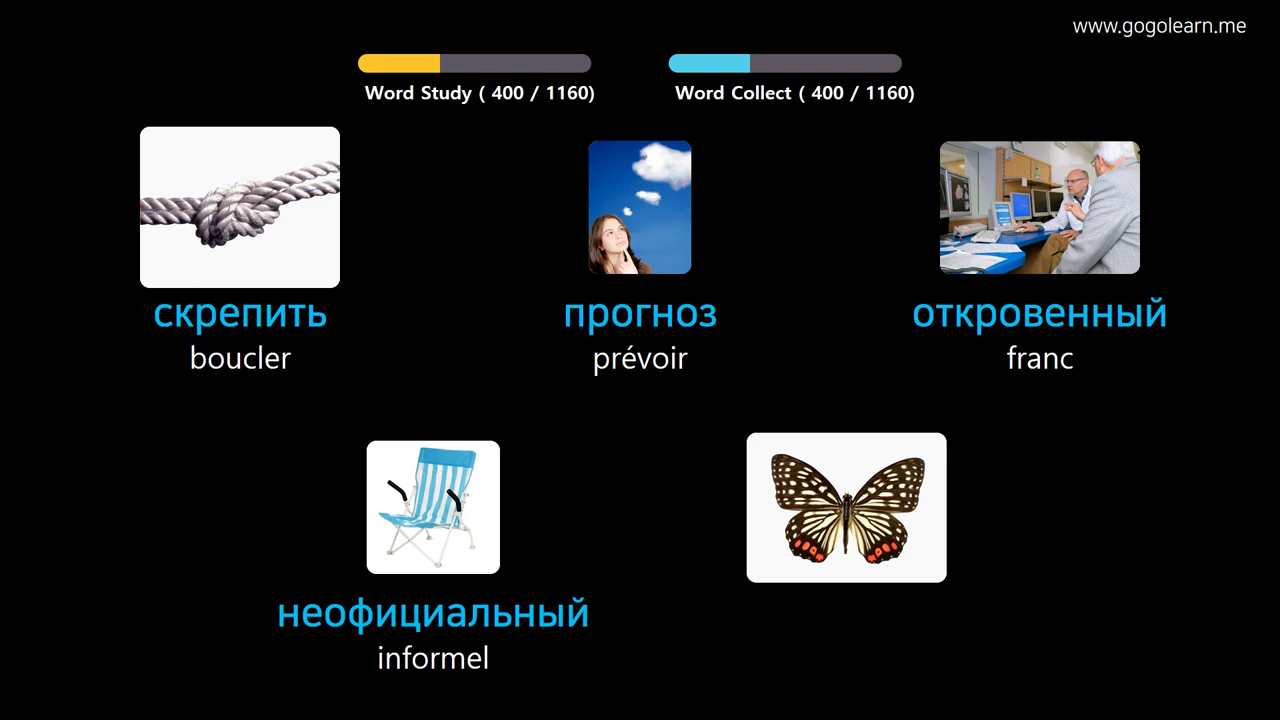 www.gogolearn.me
Word Study ( 400 / 1160)
Word Collect ( 400 / 1160)
скрепить
boucler
прогноз
prévoir
откровенный
franc
неофициальный
informel